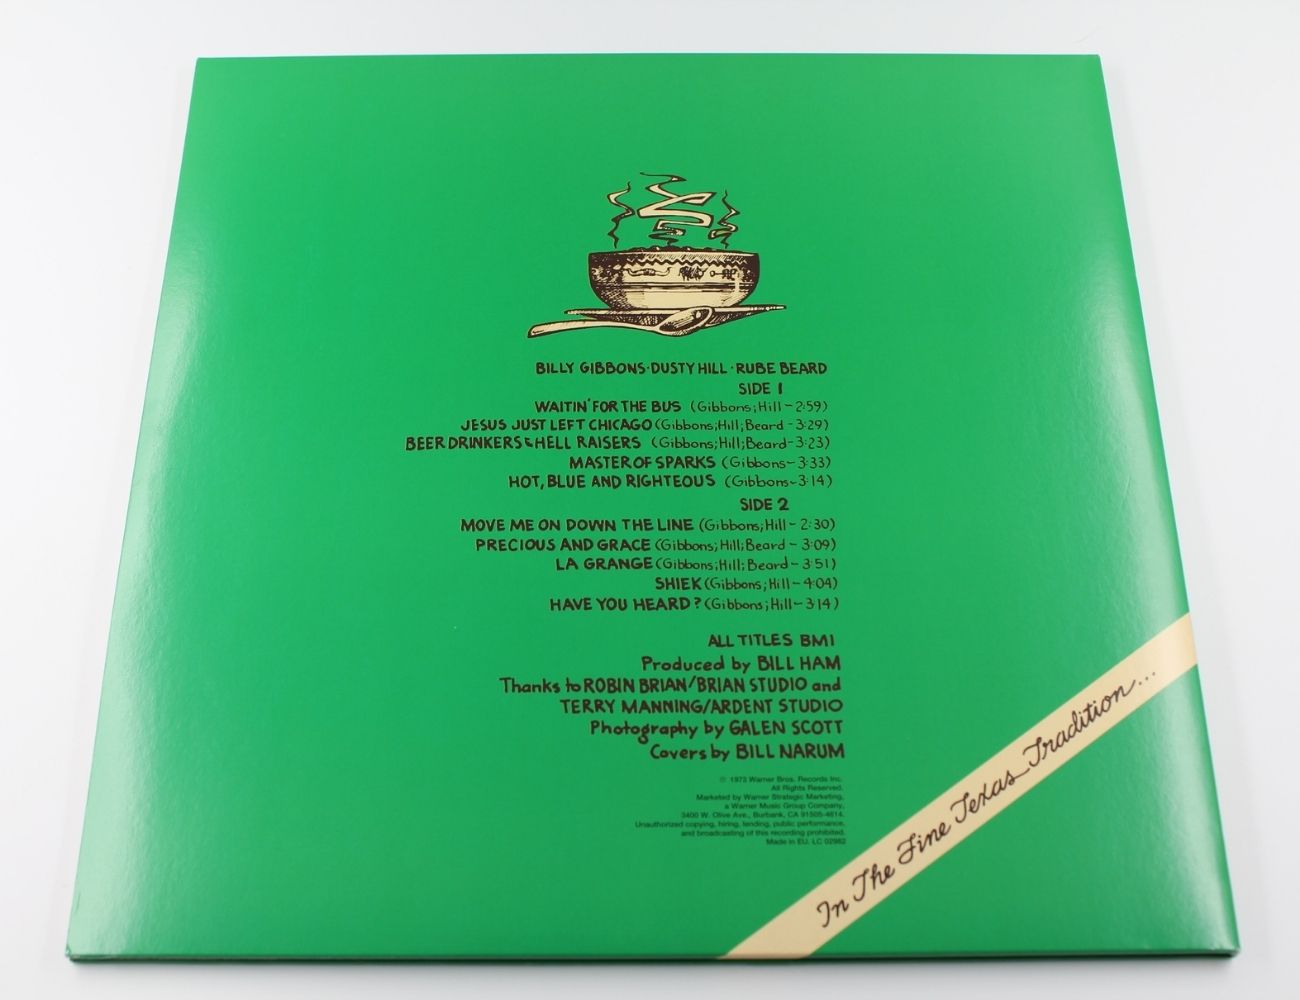 BILLY GIBBONS·DUSTY HILL·RUBE BEARD
SIDE 1
WAITIN' FOR THE BUS (Gibbons;Hill-2:59)
JESUS JUST LEFT CHICAGO (Gibbons;Hill;Beard-3:29)
BEER DRINKERS & HELL RAISERS (Gibbons;Hill;Beard-3:23)
MASTER OF SPARKS (Gibbons-3:33)
HOT, BLUE AND RIGHTEOUS (Gibbons-3:14)
SIDE 2
MOVE ME ON DOWN THE LINE (Gibbons;Hill-2:30)
PRECIOUS AND GRACE (Gibbons;Hill;Beard-3:09)
LA GRANGE (Gibbons;Hill;Beard-3:51)
SHIEK (Gibbons;Hill-4:04)
HAVE YOU HEARD? (Gibbons;Hill-3:14)
ALL TITLES BMI
Produced by BILL HAM
Thanks to ROBIN BRIAN/BRIAN STUDIO and
TERRY MANNING/ARDENT STUDIO
Photography by GALEN SCOTT
Covers by BILL NARUM
℗ 1973 Warner Bros. Records Inc.
All Rights Reserved.
Marketed by Warner Strategic Marketing,
a Warner Music Group Company,
3400 W. Olive Ave., Burbank, CA 91505-4614.
Unauthorized copying, hiring, lending, public performance,
and broadcasting of this recording prohibited.
Made in EU. LC 02982
In The Fine Texas Tradition...